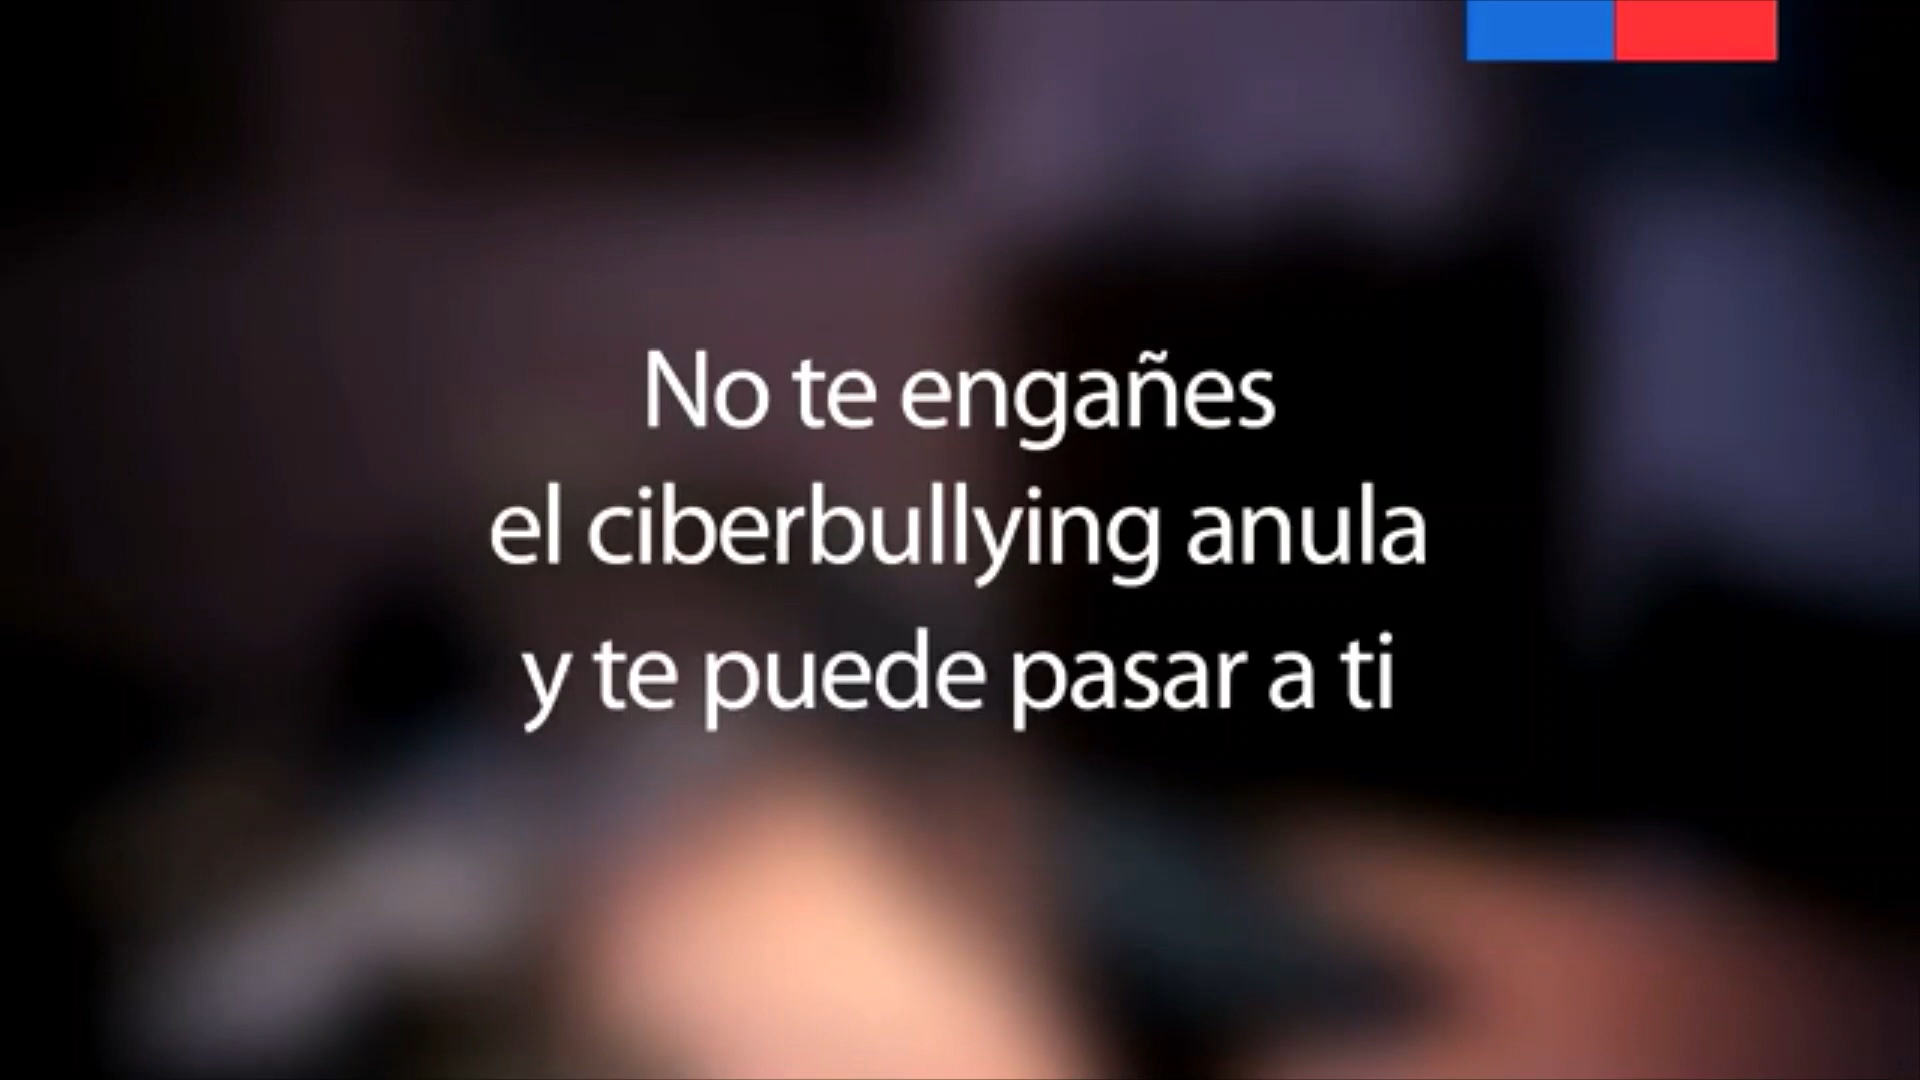 No te engañes
el ciberbullying anula
y te puede pasar a ti